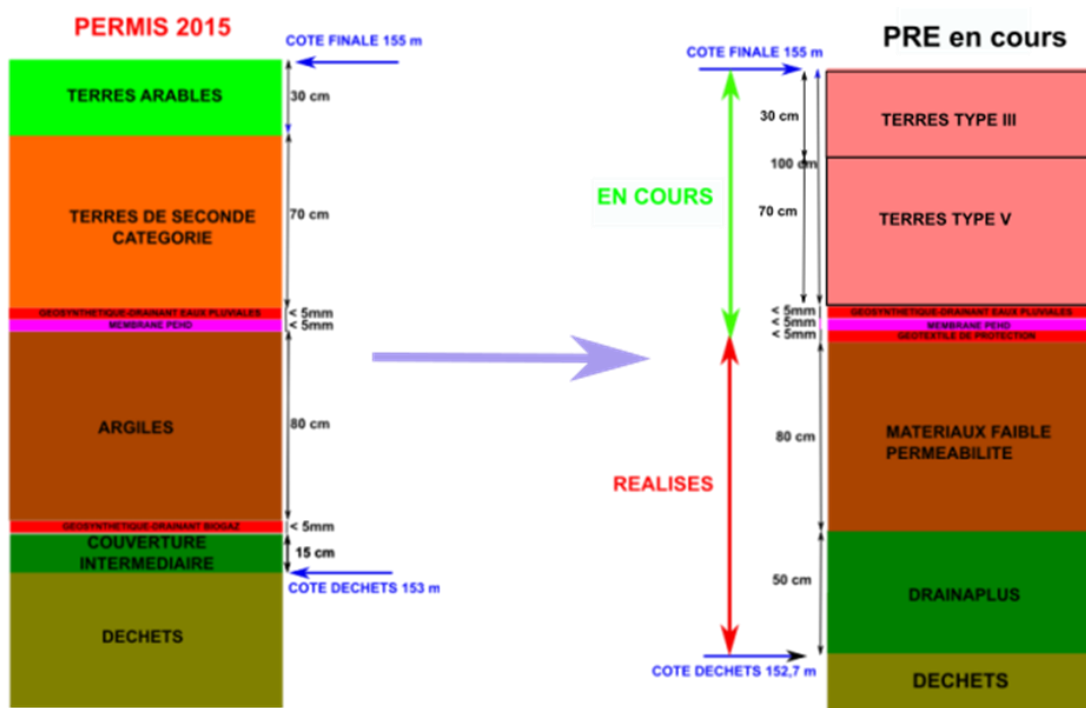 PERMIS 2015
COTE FINALE 155 m
TERRES ARABLES
30 cm
TERRES DE SECONDE
CATEGORIE
70 cm
GEOSYNTHETIQUE-DRAINANT EAUX PLUVIALES
< 5mm
MEMBRANE PEHD
< 5mm
ARGILES
80 cm
GEOSYNTHETIQUE-DRAINANT BIOGAZ
< 5mm
COUVERTURE
INTERMEDIAIRE
15 cm
COTE DECHETS 153 m
DECHETS
PRE en cours
COTE FINALE 155 m
30 cm
TERRES TYPE III
100 cm
EN COURS
70 cm
TERRES TYPE V
< 5mm
GEOSYNTHETIQUE-DRAINANT EAUX PLUVIALES
< 5mm
MEMBRANE PEHD
< 5mm
GEOTEXTILE DE PROTECTION
80 cm
MATERIAUX FAIBLE
PERMEABILITE
REALISES
50 cm
DRAINAPLUS
COTE DECHETS 152,7 m
DECHETS